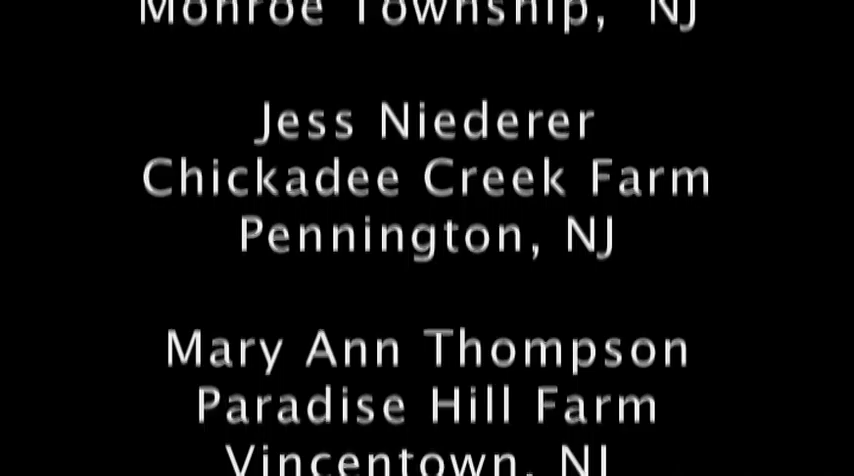 Monroe Township, NJ
Jess Niederer
Chickadee Creek Farm
Pennington, NJ
Mary Ann Thompson
Paradise Hill Farm
Vincentown, NJ